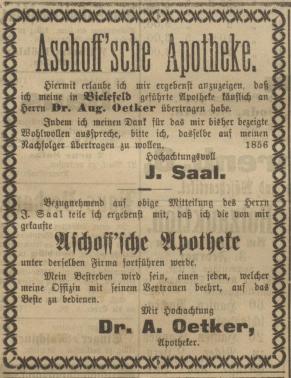 Aschoff'sche Apotheke.
Hiermit erlaube ich mir ergebenst anzuzeigen, daß
ich meine in Bielefeld geführte Apotheke käuflich an
Herrn Dr. Aug. Oetker übertragen habe.
Indem ich meinen Dank für das mir bisher bezeigte
Wohlwollen ausspreche, bitte ich, dasselbe auf meinen
Nachfolger übertragen zu wollen. 1856
Hochachtungsvoll
J. Saal.
Bezugnehmend auf obige Mitteilung des Herrn
J. Saal teile ich ergebenst mit, daß ich die von mir
gekaufte
Aschoff'sche Apotheke
unter derselben Firma fortführen werde.
Mein Bestreben wird sein, einen jeden, welcher
meine Offizin mit seinem Vertrauen beehrt, auf das
Beste zu bedienen.
Mit Hochachtung
Dr. A. Oetker,
Apotheker.